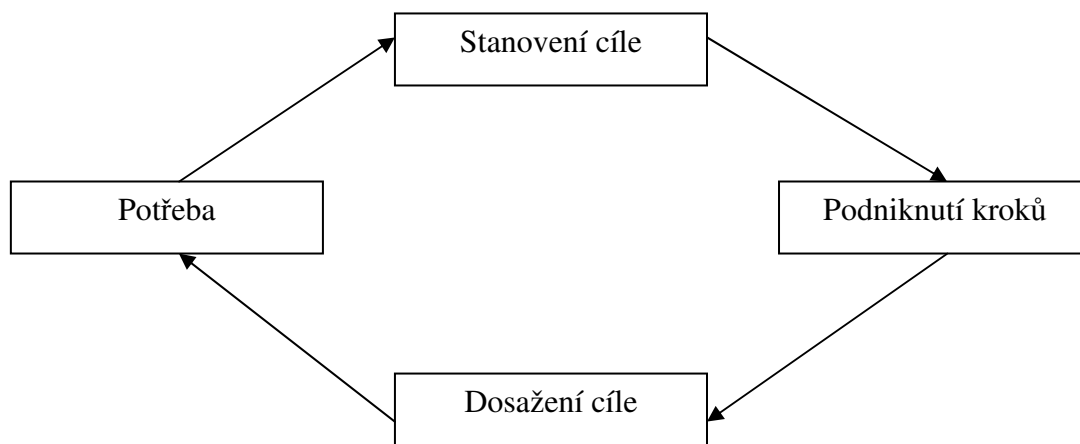 Stanovení cíle
Potřeba
Podniknutí kroků
Dosažení cíle